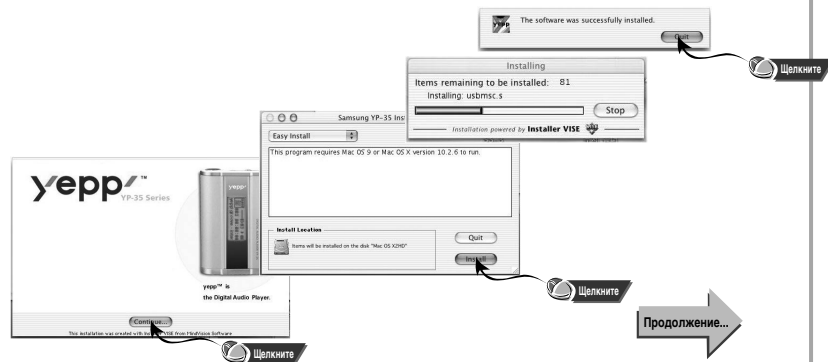 The software was successfully installed.
Quit
Щелкните
Installing
Items remaining to be installed: 81
Installing: usbmsc.s
Stop
Installation powered by Installer VISE
Samsung YP-35 Ins
Easy Install
This program requires Mac OS 9 or Mac OS X version 10.2.6 to run.
Install Location
Items will be installed on the disk "Mac OS X2HD"
Quit
Install
Щелкните
yepp™
YP-35 Series
yepp
yepp™ is
the Digital Audio Player.
Continue...
This installation was created with Installer VISE from MindVision Software
Щелкните
Продолжение...